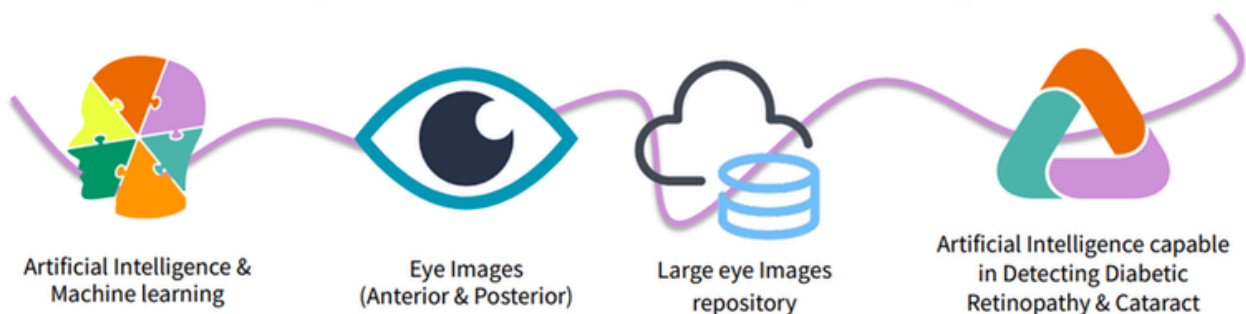 Artificial Intelligence &
Machine learning
Eye Images
(Anterior & Posterior)
Large eye Images
repository
Artificial Intelligence capable
in Detecting Diabetic
Retinopathy & Cataract